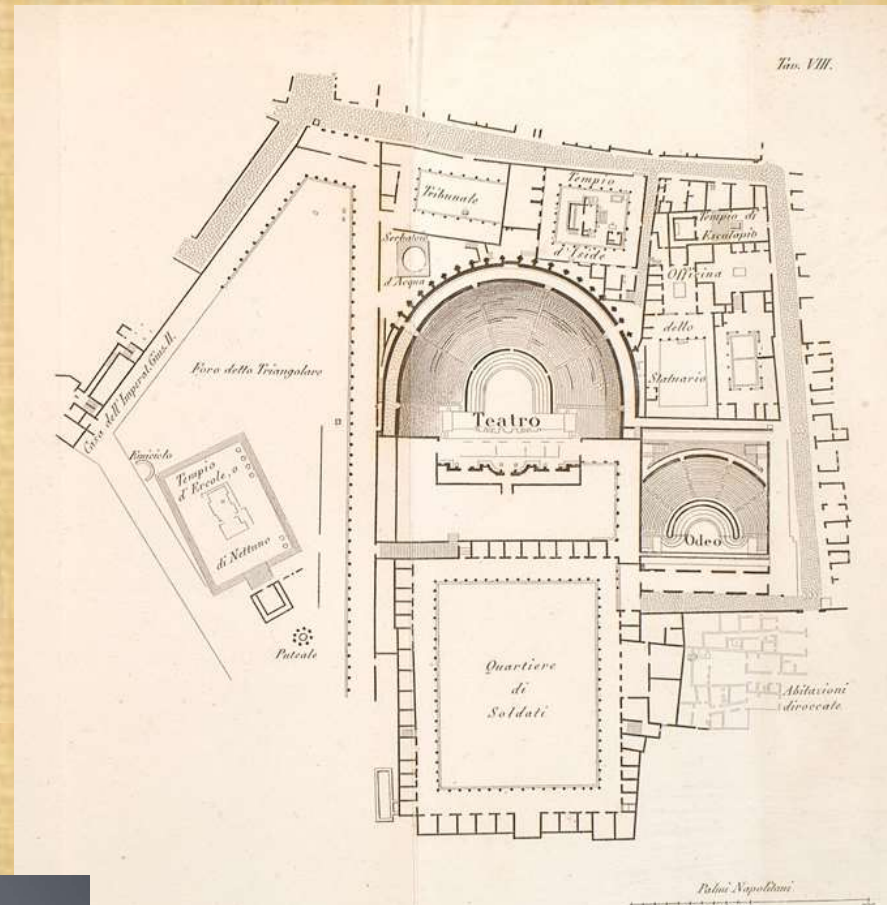 Tav. VIII.
Tribunale
Tempio
d'Iside
Tempio di
Esculapio
Serbatoio
d'Acqua
Officina
dello
Statuario
Foro detto Triangolare
Casa dell'Imperat. Gius. II.
Teatro
Emiciclo
Tempio
d'Ercole, o
di Nettuno
Odeo
Puteale
Quartiere
di
Soldati
Abitazioni
diroccate.
Palmi Napolitani